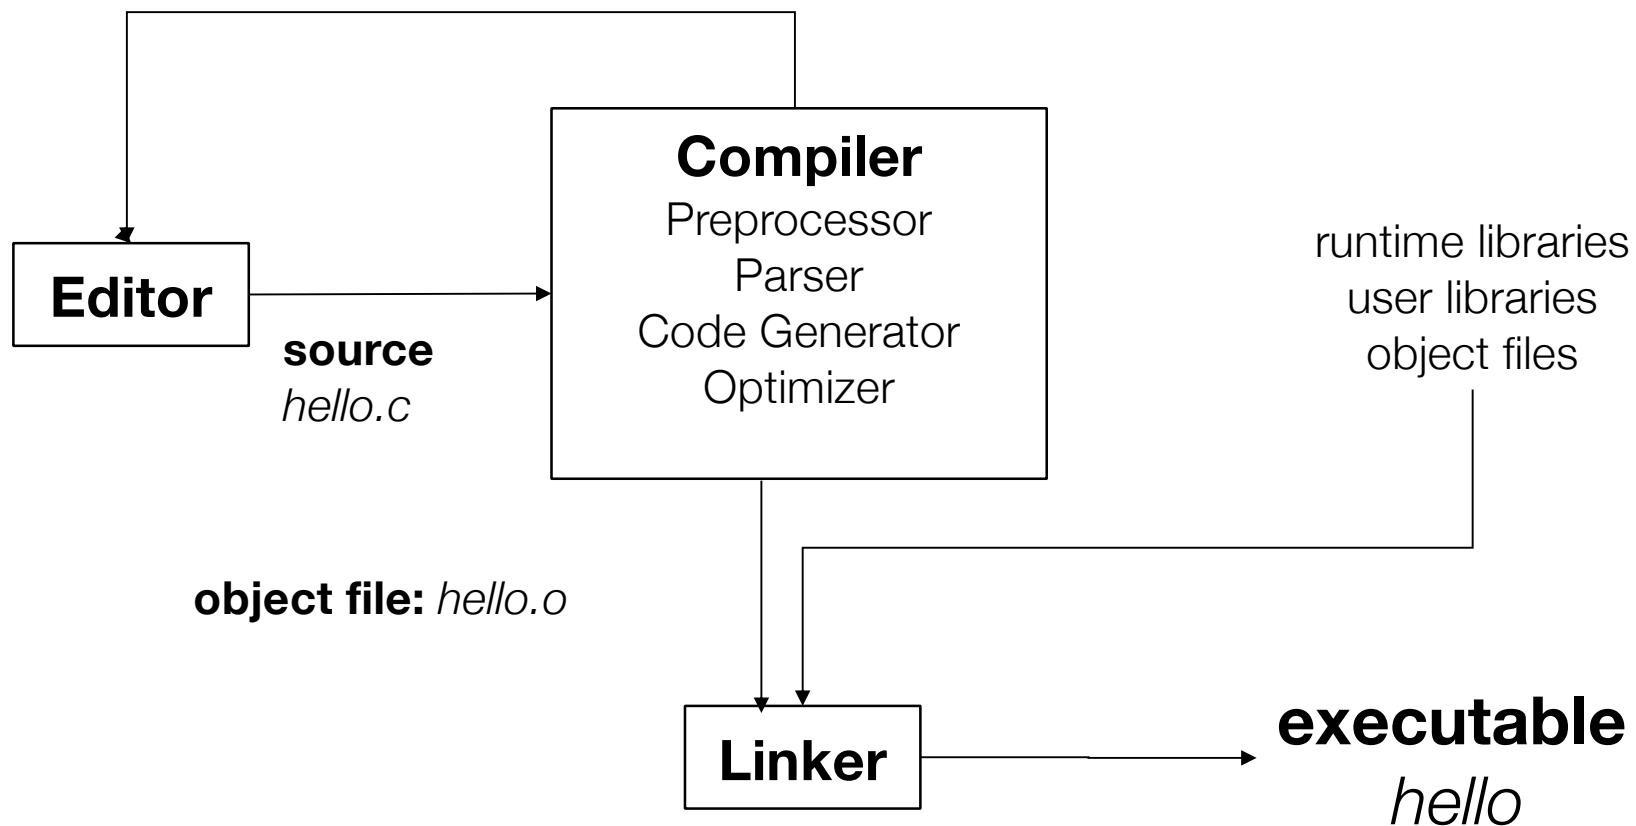 Compiler
Preprocessor
Parser
Code Generator
Optimizer
Editor
source
hello.c
runtime libraries
user libraries
object files
object file: hello.o
Linker
executable
hello